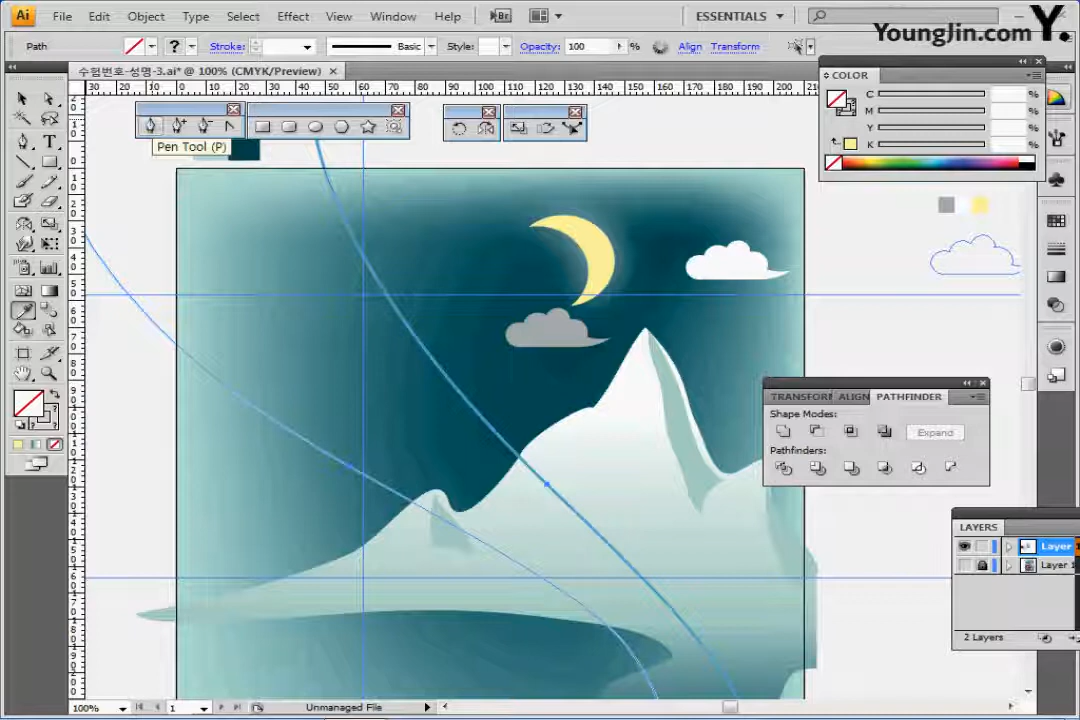 Ai File Edit Object Type Select Effect View Window Help Br ESSENTIALS
YoungJin.com Y.
Path ? Stroke: Basic Style: Opacity: 100 % Align Transform
수험번호-성명-3.ai* @ 100% (CMYK/Preview)
COLOR
C %
M %
Y %
K %
Pen Tool (P)
TRANSFORM ALIGN PATHFINDER
Shape Modes:
Expand
Pathfinders:
LAYERS
Layer
Layer 1
2 Layers
100% 1 Unmanaged File